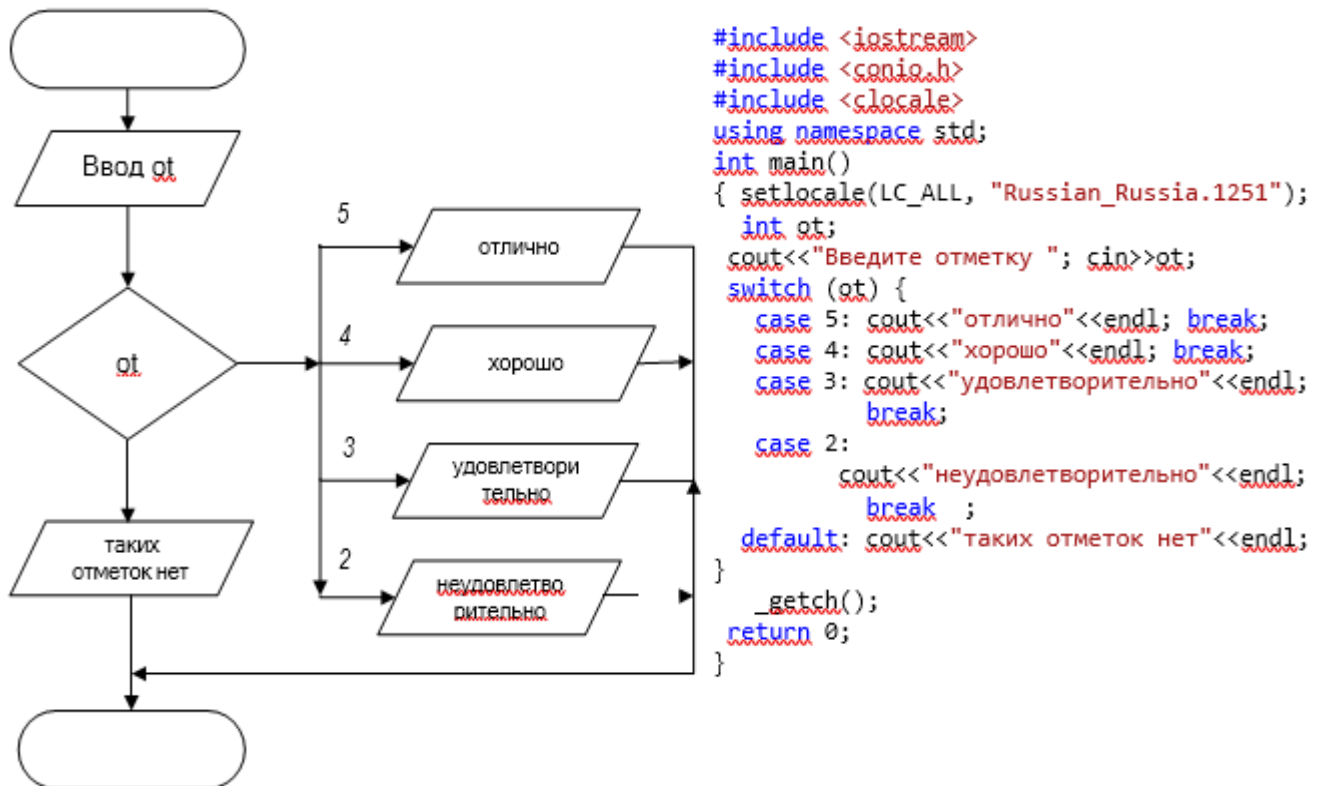 Ввод ot
ot
5
отлично
4
хорошо
3
удовлетвори
тельно
2
неудовлетво
рительно
таких
отметок нет
#include <iostream>
#include <conio.h>
#include <clocale>
using namespace std;
int main()
{ setlocale(LC_ALL, "Russian_Russia.1251");
int ot;
cout<<"Введите отметку "; cin>>ot;
switch (ot) {
case 5: cout<<"отлично"<<endl; break;
case 4: cout<<"хорошо"<<endl; break;
case 3: cout<<"удовлетворительно"<<endl;
break;
case 2:
cout<<"неудовлетворительно"<<endl;
break ;
default: cout<<"таких отметок нет"<<endl;
}
_getch();
return 0;
}